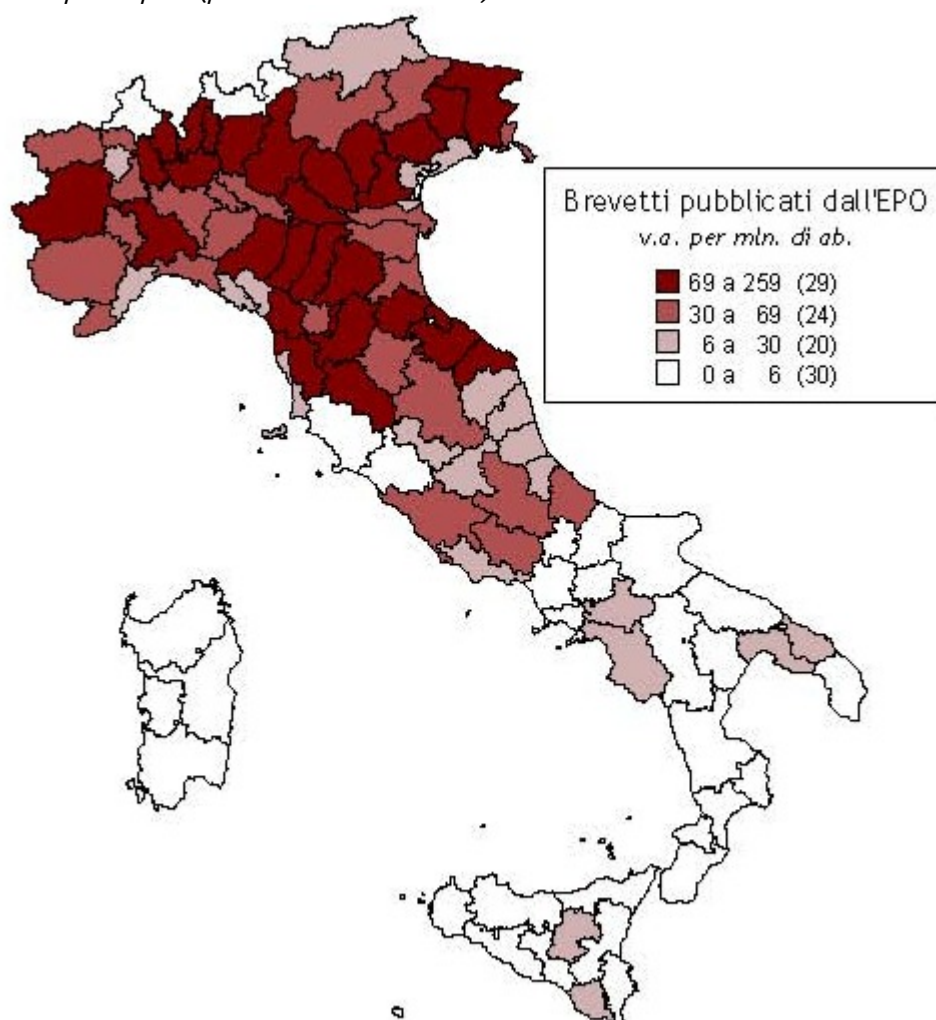 Brevetti pubblicati dall'EPO
v.a. per mln. di ab.
69 a 259 (29)
30 a 69 (24)
6 a 30 (20)
0 a 6 (30)